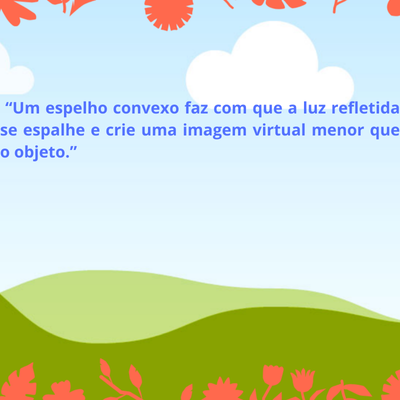 “Um espelho convexo faz com que a luz refletida
se espalhe e crie uma imagem virtual menor que
o objeto.”